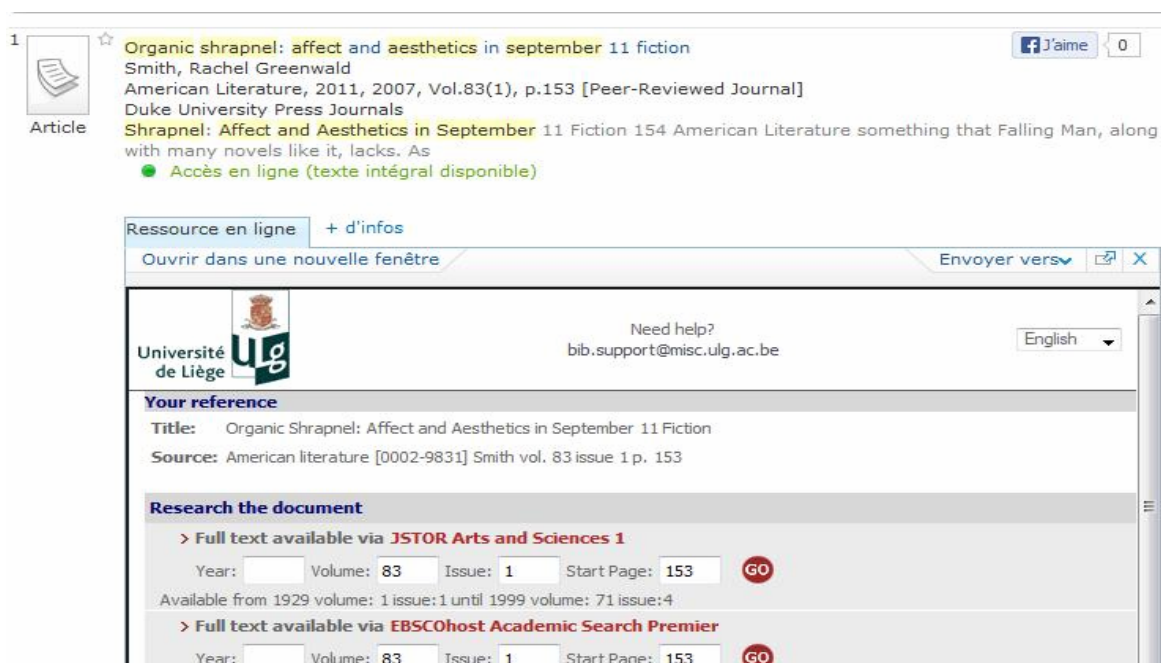 1
Organic shrapnel: affect and aesthetics in september 11 fiction
J'aime 0
Smith, Rachel Greenwald
American Literature, 2011, 2007, Vol.83(1), p.153 [Peer-Reviewed Journal]
Duke University Press Journals
Article
Shrapnel: Affect and Aesthetics in September 11 Fiction 154 American Literature something that Falling Man, along
with many novels like it, lacks. As
Accès en ligne (texte intégral disponible)
Ressource en ligne + d'infos
Ouvrir dans une nouvelle fenêtre Envoyer vers X
Université
de Liège
ulg
Need help?
bib.support@misc.ulg.ac.be
English
Your reference
Title: Organic Shrapnel: Affect and Aesthetics in September 11 Fiction
Source: American literature [0002-9831] Smith vol. 83 issue 1 p. 153
Research the document
> Full text available via JSTOR Arts and Sciences 1
Year: Volume: 83 Issue: 1 Start Page: 153 GO
Available from 1929 volume: 1 issue:1 until 1999 volume: 71 issue:4
> Full text available via EBSCOhost Academic Search Premier
Year: Volume: 83 Issue: 1 Start Page: 153 GO